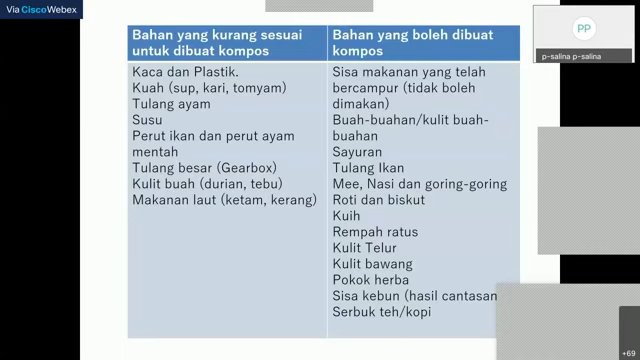 Via Cisco Webex
Bahan yang kurang sesuai
untuk dibuat kompos
Kaca dan Plastik.
Kuah (sup, kari, tomyam)
Tulang ayam
Susu
Perut ikan dan perut ayam
mentah
Tulang besar (Gearbox)
Kulit buah (durian, tebu)
Makanan laut (ketam, kerang)
Bahan yang boleh dibuat
kompos
Sisa makanan yang telah
bercampur (tidak boleh
dimakan)
Buah-buahan/kulit buah-
buahan
Sayuran
Tulang Ikan
Mee, Nasi dan goring-goring
Roti dan biskut
Kuih
Rempah ratus
Kulit Telur
Kulit bawang
Pokok herba
Sisa kebun (hasil cantasan
Serbuk teh/kopi
PP
p-salina p-salina
+69